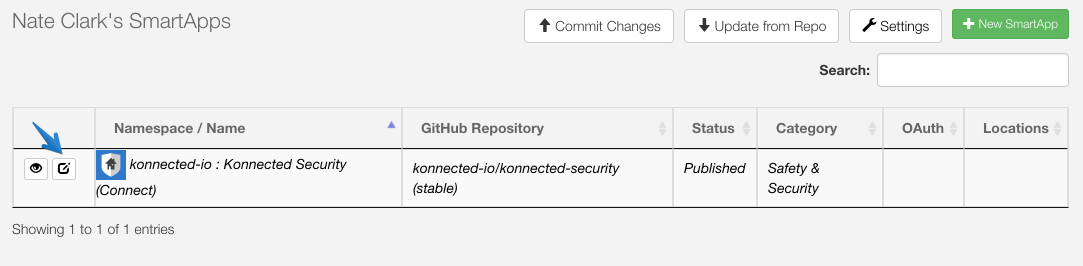 Nate Clark's SmartApps
Commit Changes Update from Repo Settings New SmartApp
Search:
Namespace / Name GitHub Repository Status Category OAuth Locations
konnected-io : Konnected Security konnected-io/konnected-security Published Safety &
(Connect) (stable) Security
Showing 1 to 1 of 1 entries